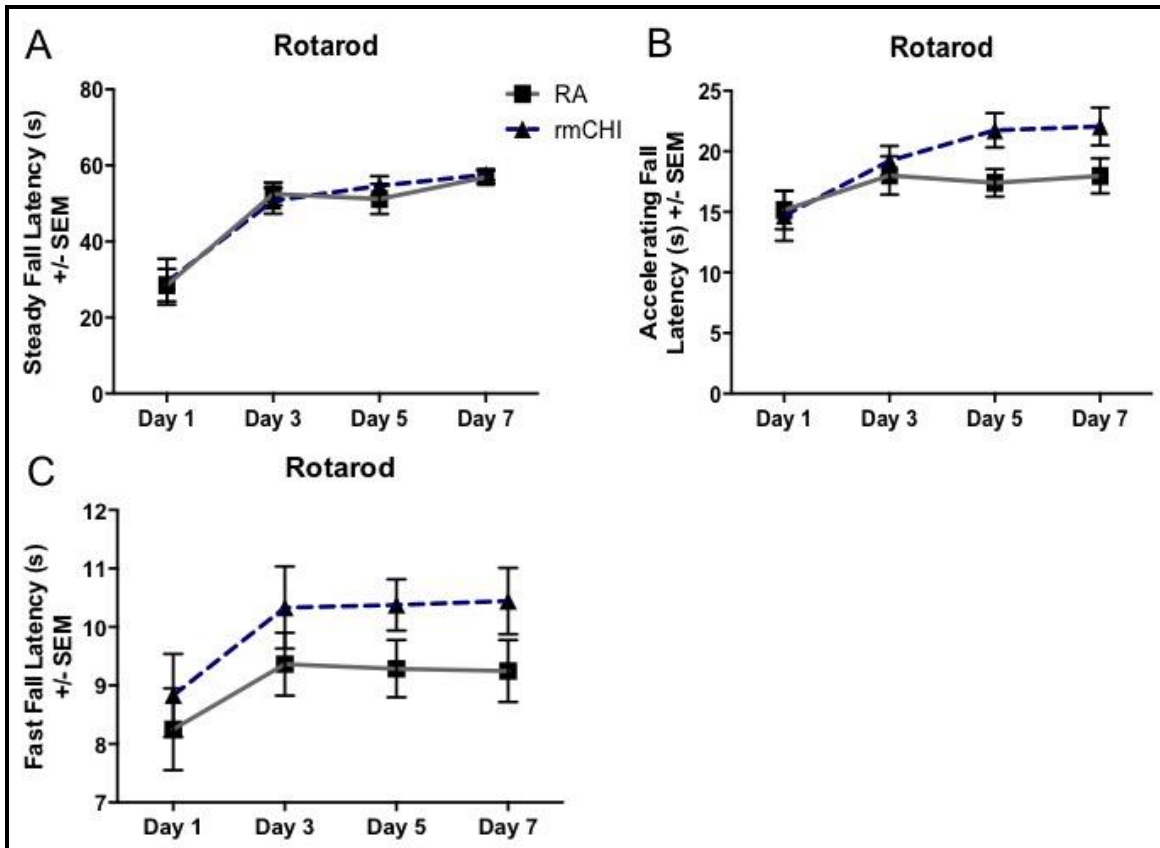 A
Rotarod
Steady Fall Latency (s)
+/- SEM
80
60
40
20
0
Day 1 Day 3 Day 5 Day 7
RA
rmCHI
B
Rotarod
Accelerating Fall
Latency (s) +/- SEM
25
20
15
10
5
0
Day 1 Day 3 Day 5 Day 7
C
Rotarod
Fast Fall Latency (s)
+/- SEM
12
11
10
9
8
7
Day 1 Day 3 Day 5 Day 7